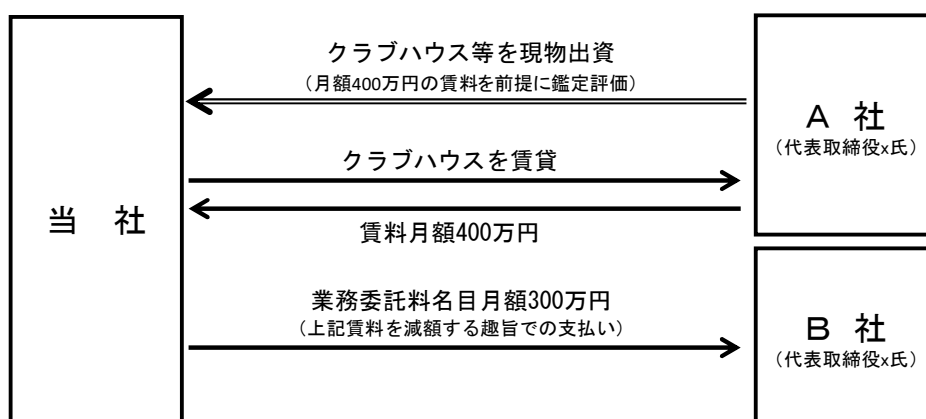 クラブハウス等を現物出資
（月額400万円の賃料を前提に鑑定評価）
A 社
（代表取締役x氏）
クラブハウスを賃貸
当 社
賃料月額400万円
業務委託料名目月額300万円
（上記賃料を減額する趣旨での支払い）
B 社
（代表取締役x氏）